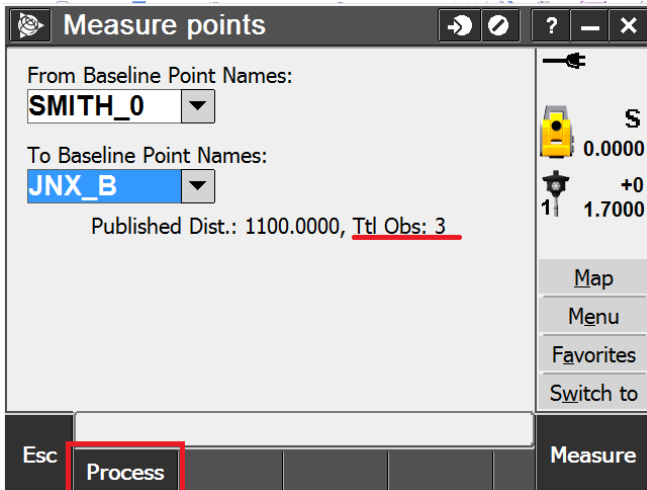 Measure points
? – ×
From Baseline Point Names:
SMITH_0
To Baseline Point Names:
JNX_B
Published Dist.: 1100.0000, Ttl Obs: 3
S
0.0000
+0
1 1.7000
Map
Menu
Favorites
Switch to
Esc
Process
Measure